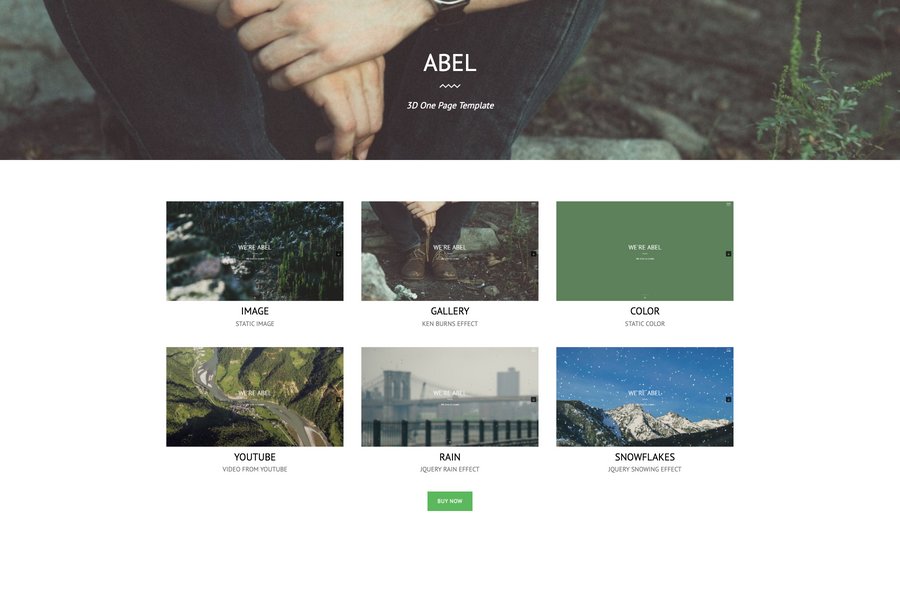 ABEL
3D One Page Template
WE'RE ABEL
WE'RE ABEL
WE'RE ABEL
IMAGE
GALLERY
COLOR
STATIC IMAGE
KEN BURNS EFFECT
STATIC COLOR
WE'RE ABEL
WE'RE ABEL
WE'RE ABEL
YOUTUBE
RAIN
SNOWFLAKES
VIDEO FROM YOUTUBE
JQUERY RAIN EFFECT
JQUERY SNOWING EFFECT
BUY NOW